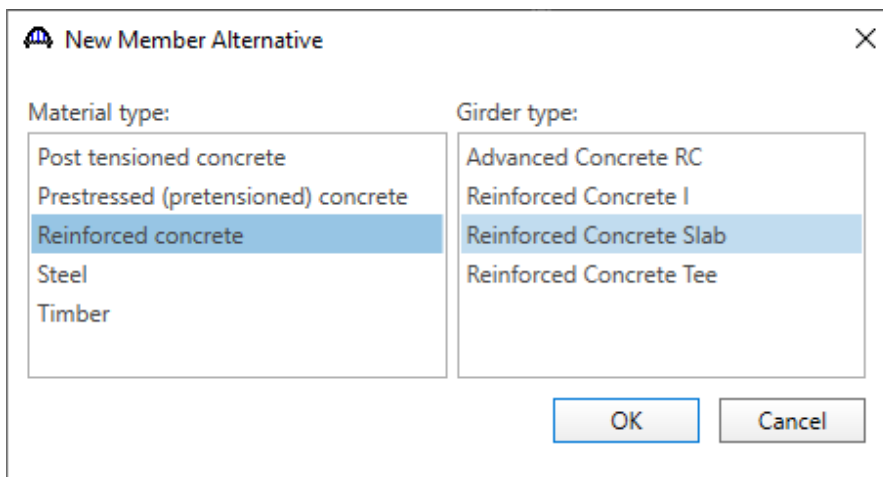 New Member Alternative
Material type:
Post tensioned concrete
Prestressed (pretensioned) concrete
Reinforced concrete
Steel
Timber
Girder type:
Advanced Concrete RC
Reinforced Concrete I
Reinforced Concrete Slab
Reinforced Concrete Tee
OK
Cancel